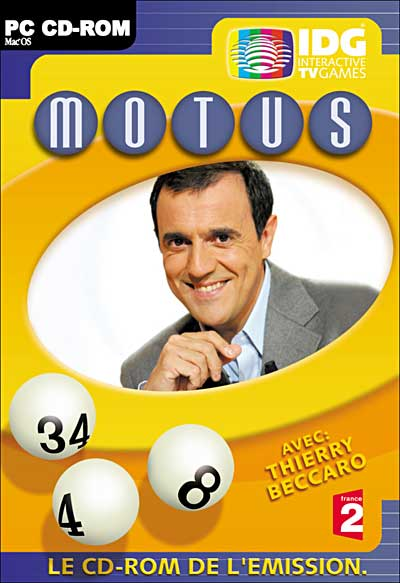 PC CD-ROM
Mac OS
IDG
INTERACTIVE
TV GAMES
MOTUS
34
4
8
AVEC:
THIERRY
BECCARO
france
2
LE CD-ROM DE L'EMISSION.